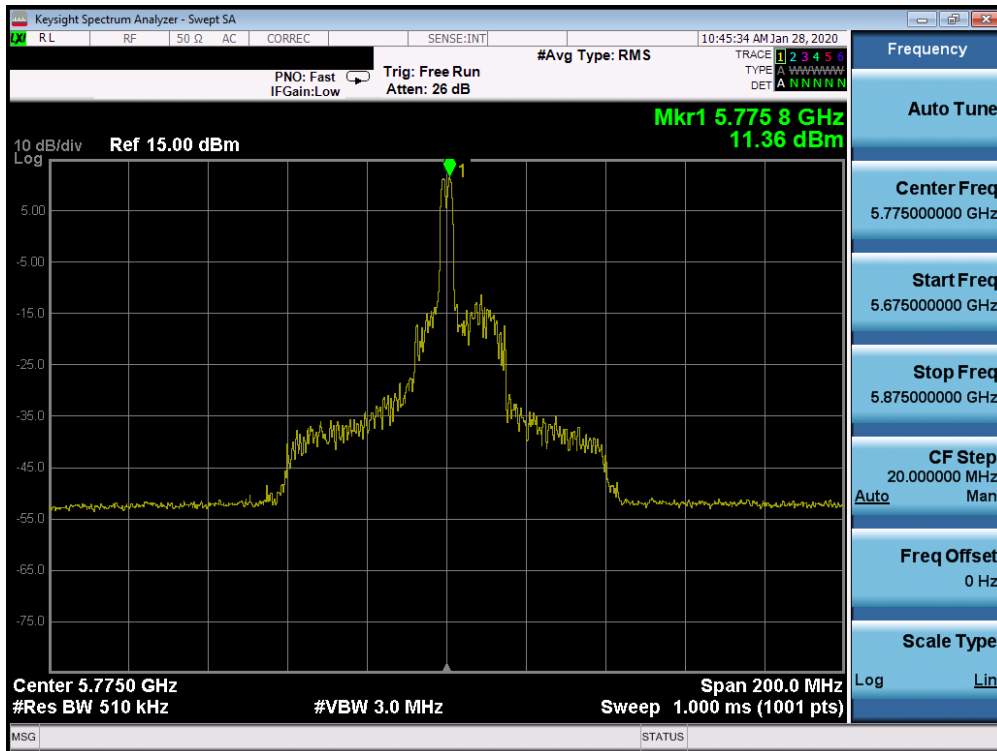 Keysight Spectrum Analyzer - Swept SA
LXI RL RF 50 Ω AC CORREC SENSE:INT 10:45:34 AM Jan 28, 2020
#Avg Type: RMS
TRACE 1 2 3 4 5 6
PNO: Fast Trig: Free Run TYPE A WWWWW
IFGain:Low Atten: 26 dB DET A N N N N N
Mkr1 5.775 8 GHz
11.36 dBm
10 dB/div Ref 15.00 dBm
Log
1
5.00
-5.00
-15.0
-25.0
-35.0
-45.0
-55.0
-65.0
-75.0
Center 5.7750 GHz Span 200.0 MHz
#Res BW 510 kHz #VBW 3.0 MHz Sweep 1.000 ms (1001 pts)
MSG STATUS
Frequency
Auto Tune
Center Freq
5.775000000 GHz
Start Freq
5.675000000 GHz
Stop Freq
5.875000000 GHz
CF Step
20.000000 MHz
Auto Man
Freq Offset
0 Hz
Scale Type
Log Lin